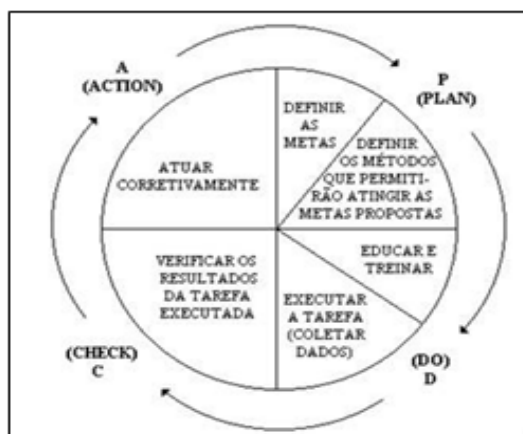 A
(ACTION)
P
(PLAN)
DEFINIR
AS
METAS
DEFINIR
OS MÉTODOS
QUE PERMITI-
RÃO ATINGIR AS
METAS PROPOSTAS
ATUAR
CORRETIVAMENTE
EDUCAR E
TREINAR
VERIFICAR OS
RESULTADOS
DA TAREFA
EXECUTADA
EXECUTAR
A TAREFA
(COLETAR
DADOS)
(CHECK)
C
(DO)
D